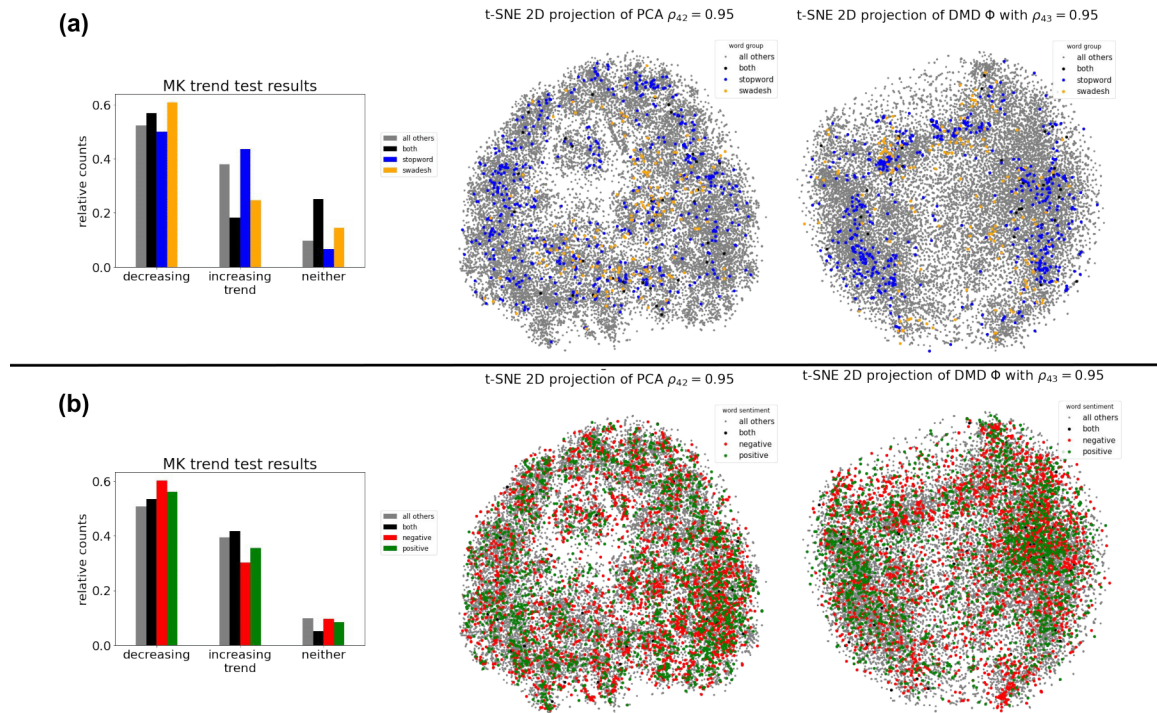 (a)
t-SNE 2D projection of PCA ρ₄₂ = 0.95
t-SNE 2D projection of DMD Φ with ρ₄₃ = 0.95
word group
all others
both
stopword
swadesh
word group
all others
both
stopword
swadesh
MK trend test results
relative counts
0.6
0.4
0.2
0.0
decreasing
increasing
neither
trend
all others
both
stopword
swadesh
(b)
t-SNE 2D projection of PCA ρ₄₂ = 0.95
t-SNE 2D projection of DMD Φ with ρ₄₃ = 0.95
word sentiment
all others
both
negative
positive
word sentiment
all others
both
negative
positive
MK trend test results
relative counts
0.6
0.4
0.2
0.0
decreasing
increasing
neither
trend
all others
both
negative
positive